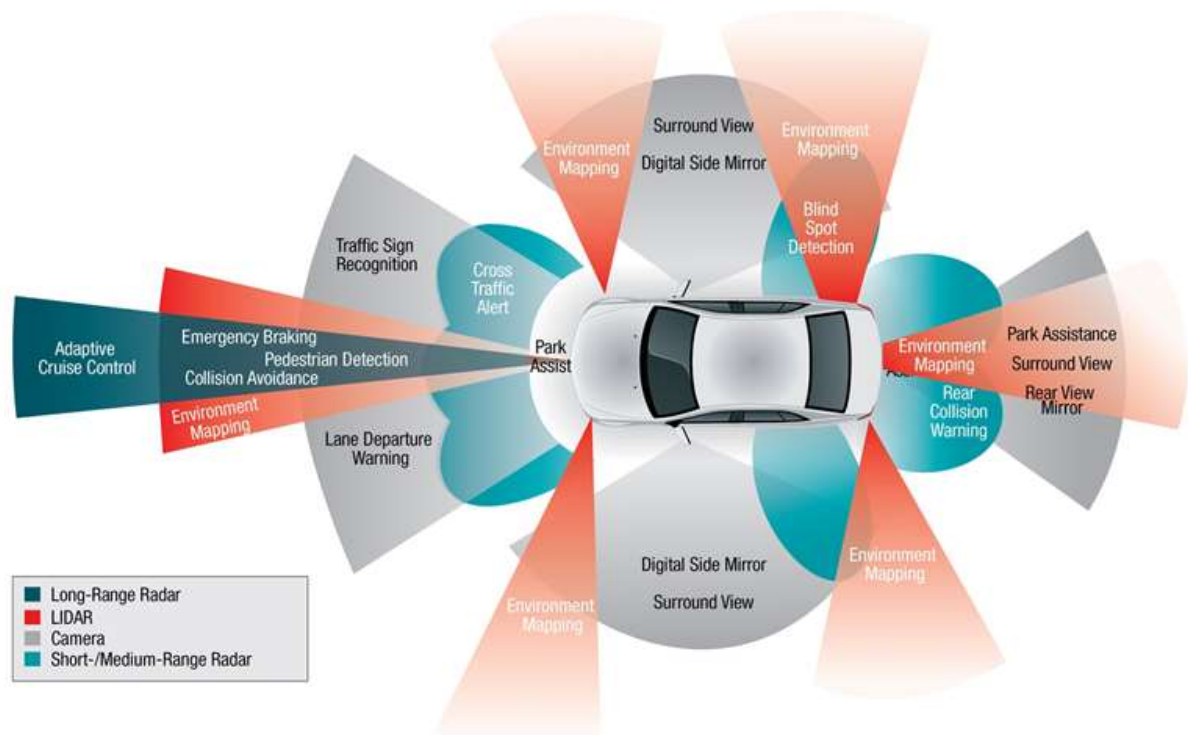 Surround View
Digital Side Mirror
Environment
Mapping
Environment
Mapping
Blind
Spot
Detection
Traffic Sign
Recognition
Cross
Traffic
Alert
Adaptive
Cruise Control
Emergency Braking
Pedestrian Detection
Collision Avoidance
Environment
Mapping
Lane Departure
Warning
Park
Assist
Environment
Mapping
Rear
Collision
Warning
Park Assistance
Surround View
Rear View
Mirror
Environment
Mapping
Digital Side Mirror
Surround View
Environment
Mapping
Long-Range Radar
LIDAR
Camera
Short-/Medium-Range Radar